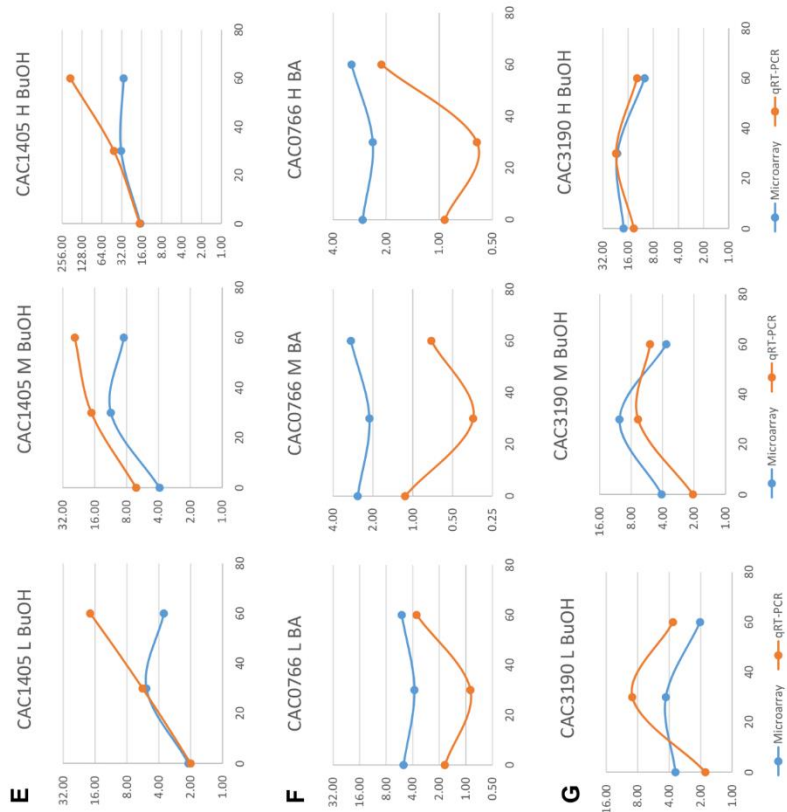 E
CAC1405 L BuOH
32.00
16.00
8.00
4.00
2.00
1.00
0 20 40 60 80
CAC1405 M BuOH
32.00
16.00
8.00
4.00
2.00
1.00
0 20 40 60 80
CAC1405 H BuOH
256.00
128.00
64.00
32.00
16.00
8.00
4.00
2.00
1.00
0 20 40 60 80
F
CAC0766 L BA
16.00
8.00
4.00
2.00
1.00
0.50
0 20 40 60 80
CAC0766 M BA
4.00
2.00
1.00
0.50
0.25
0 20 40 60 80
CAC0766 H BA
4.00
2.00
1.00
0.50
0 20 40 60 80
G
CAC3190 L BuOH
16.00
8.00
4.00
2.00
1.00
0 20 40 60 80
Microarray qRT-PCR
CAC3190 M BuOH
16.00
8.00
4.00
2.00
1.00
0 20 40 60 80
Microarray qRT-PCR
CAC3190 H BuOH
32.00
16.00
8.00
4.00
2.00
1.00
0 20 40 60 80
Microarray qRT-PCR